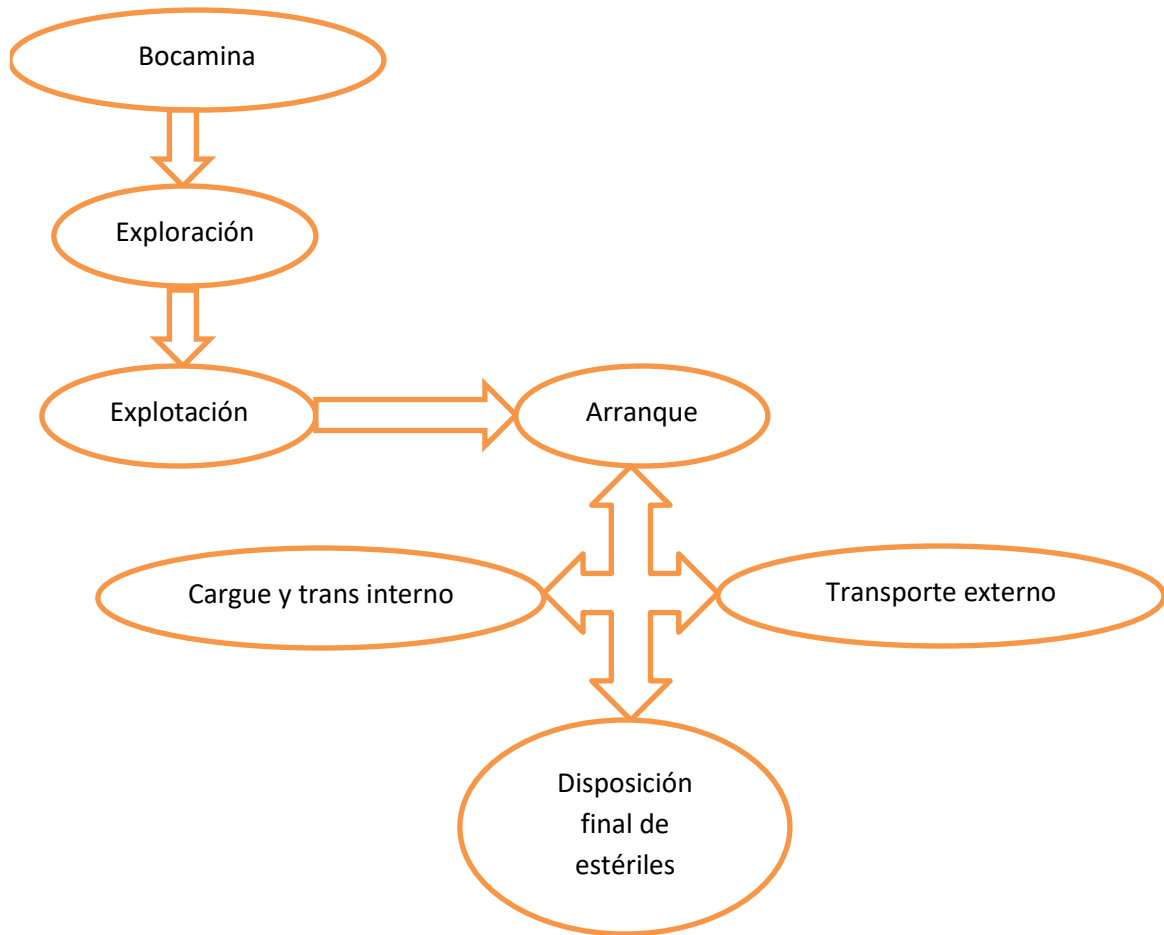 Bocamina
Exploración
Explotación
Arranque
Cargue y trans interno
Transporte externo
Disposición
final de
estériles